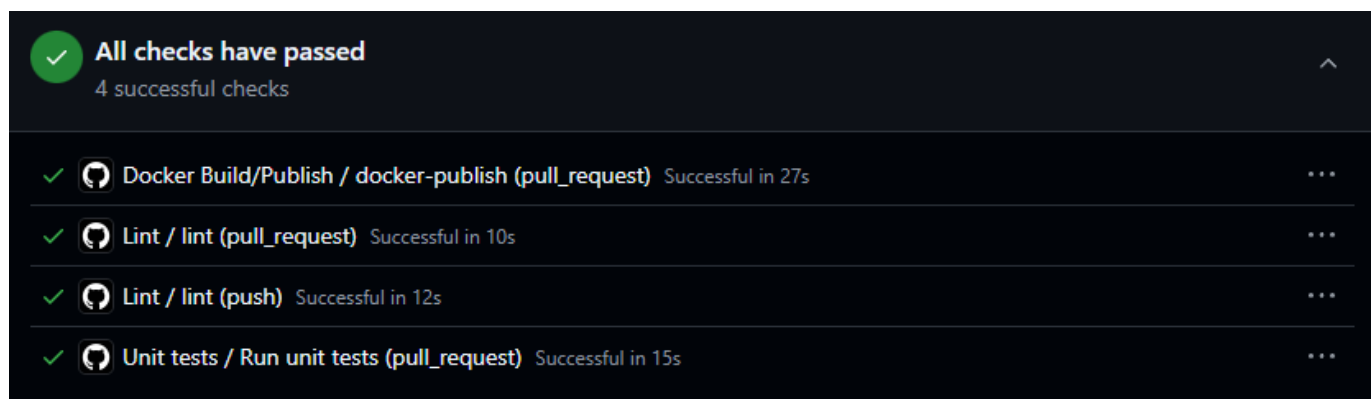 All checks have passed
4 successful checks
Docker Build/Publish / docker-publish (pull_request) Successful in 27s
Lint / lint (pull_request) Successful in 10s
Lint / lint (push) Successful in 12s
Unit tests / Run unit tests (pull_request) Successful in 15s